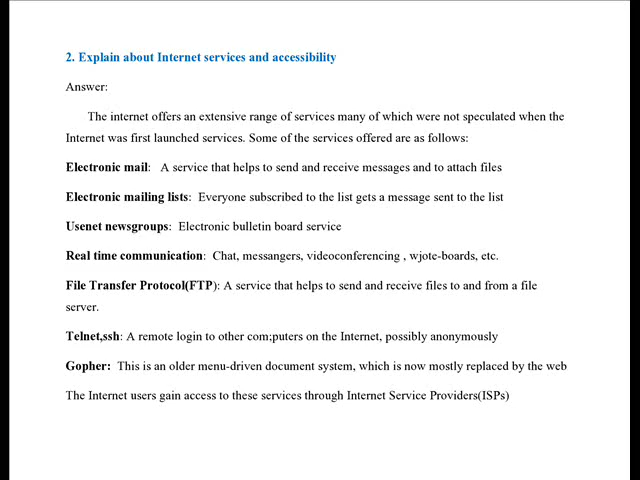 2. Explain about Internet services and accessibility
Answer:
The internet offers an extensive range of services many of which were not speculated when the
Internet was first launched services. Some of the services offered are as follows:
Electronic mail:   A service that helps to send and receive messages and to attach files
Electronic mailing lists:  Everyone subscribed to the list gets a message sent to the list
Usenet newsgroups:  Electronic bulletin board service
Real time communication:  Chat, messangers, videoconferencing , wjote-boards, etc.
File Transfer Protocol(FTP): A service that helps to send and receive files to and from a file
server.
Telnet,ssh: A remote login to other com;puters on the Internet, possibly anonymously
Gopher:  This is an older menu-driven document system, which is now mostly replaced by the web
The Internet users gain access to these services through Internet Service Providers(ISPs)